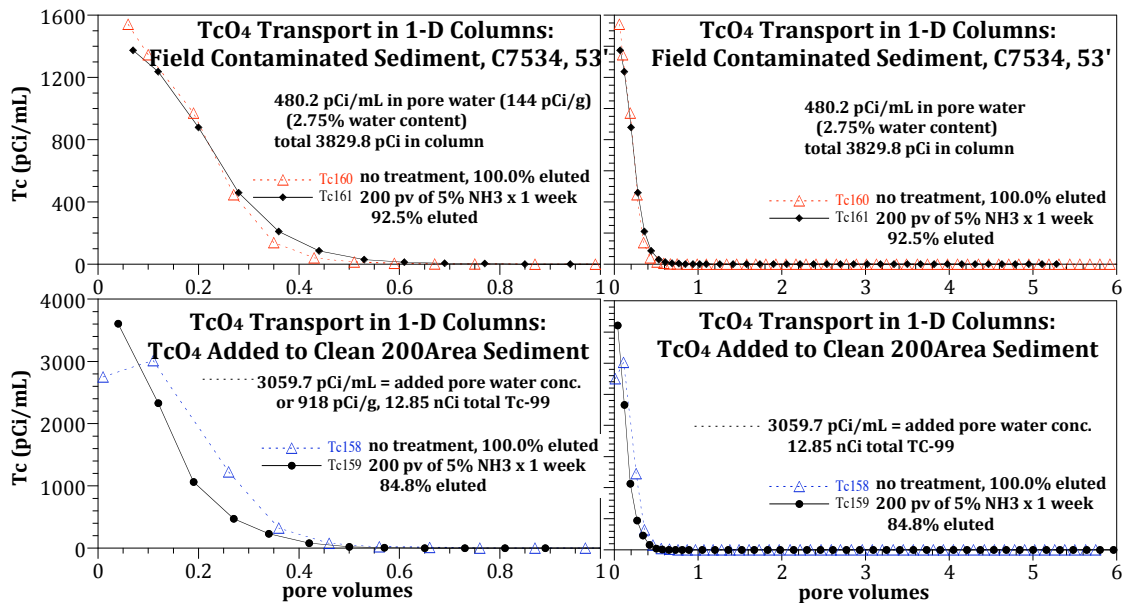 TcO4 Transport in 1-D Columns:
Field Contaminated Sediment, C7534, 53'
480.2 pCi/mL in pore water (144 pCi/g)
(2.75% water content)
total 3829.8 pCi in column
Tc160 no treatment, 100.0% eluted
Tc161 200 pv of 5% NH3 x 1 week
92.5% eluted
Tc (pCi/mL)
1600
1200
800
400
0
0
0.2
0.4
0.6
0.8
1
TcO4 Transport in 1-D Columns:
Field Contaminated Sediment, C7534, 53'
480.2 pCi/mL in pore water
(2.75% water content)
total 3829.8 pCi in column
Tc160 no treatment, 100.0% eluted
Tc161 200 pv of 5% NH3 x 1 week
92.5% eluted
0
1
2
3
4
5
6
TcO4 Transport in 1-D Columns:
TcO4 Added to Clean 200Area Sediment
3059.7 pCi/mL = added pore water conc.
or 918 pCi/g, 12.85 nCi total Tc-99
Tc158 no treatment, 100.0% eluted
Tc159 200 pv of 5% NH3 x 1 week
84.8% eluted
Tc (pCi/mL)
4000
3000
2000
1000
0
0
0.2
0.4
0.6
0.8
1
pore volumes
TcO4 Transport in 1-D Columns:
TcO4 Added to Clean 200Area Sediment
3059.7 pCi/mL = added pore water conc.
12.85 nCi total TC-99
Tc158 no treatment, 100.0% eluted
Tc159 200 pv of 5% NH3 x 1 week
84.8% eluted
0
1
2
3
4
5
6
pore volumes